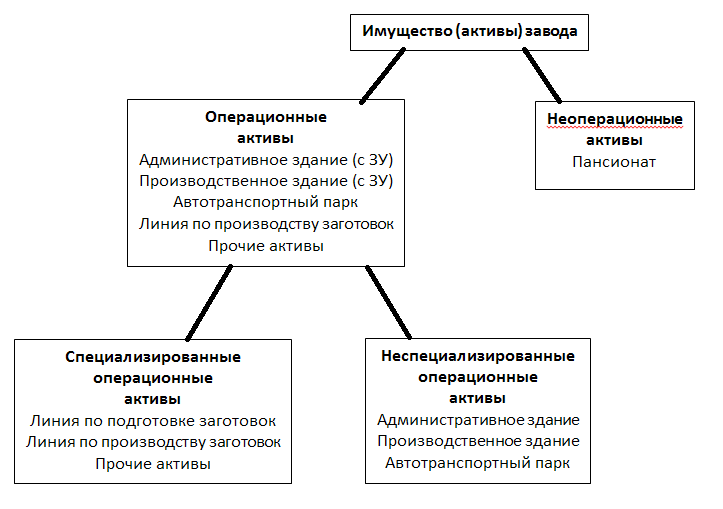 Имущество (активы) завода
Операционные
активы
Административное здание (с ЗУ)
Производственное здание (с ЗУ)
Автотранспортный парк
Линия по производству заготовок
Прочие активы
Неоперационные
активы
Пансионат
Специализированные
операционные
активы
Линия по подготовке заготовок
Линия по производству заготовок
Прочие активы
Неспециализированные
операционные
активы
Административное здание
Производственное здание
Автотранспортный парк